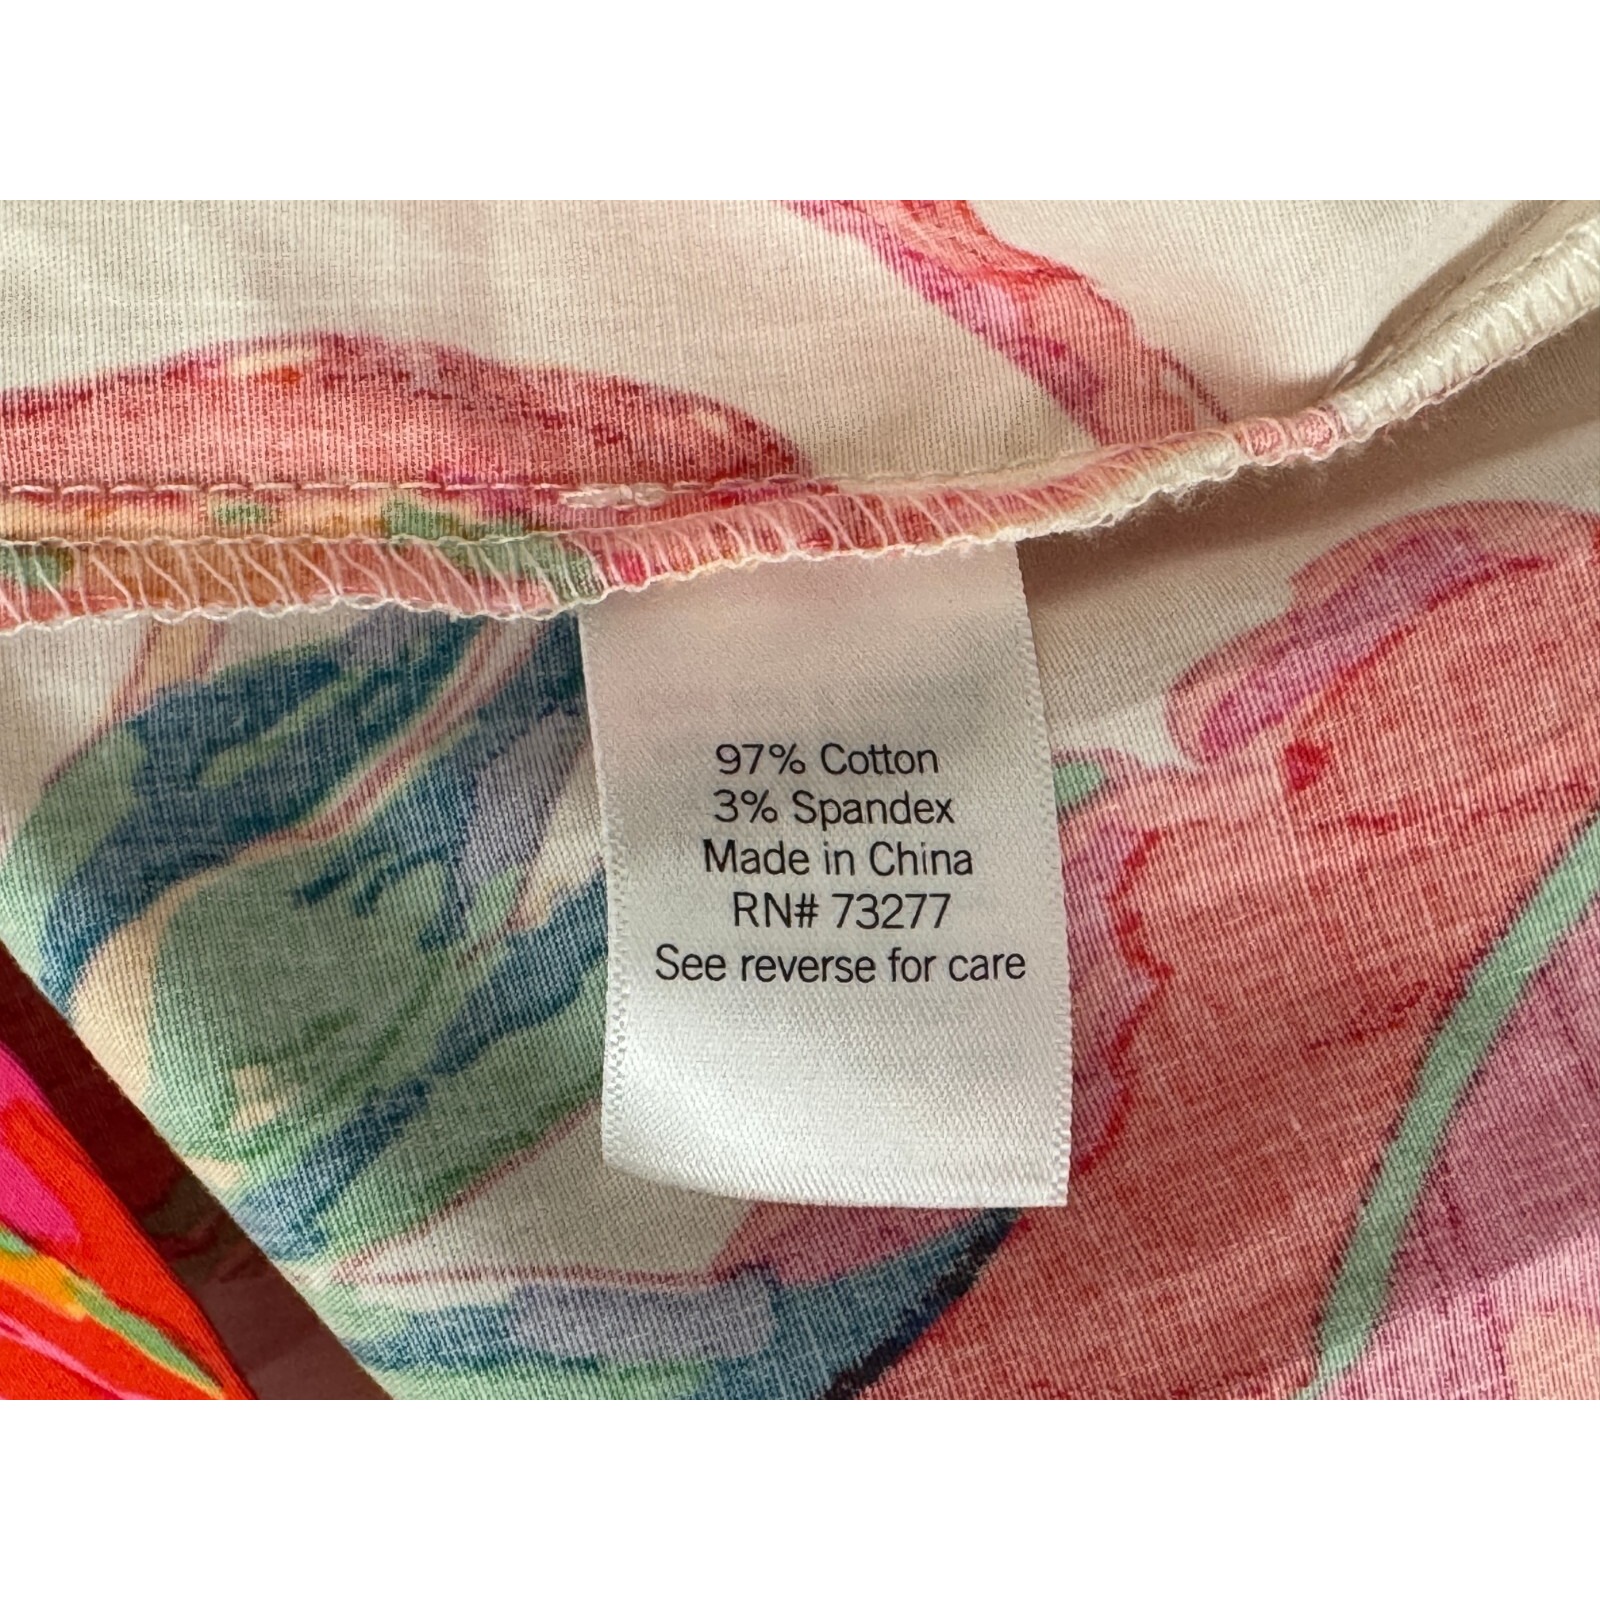 97% Cotton
3% Spandex
Made in China
RN# 73277
See reverse for care